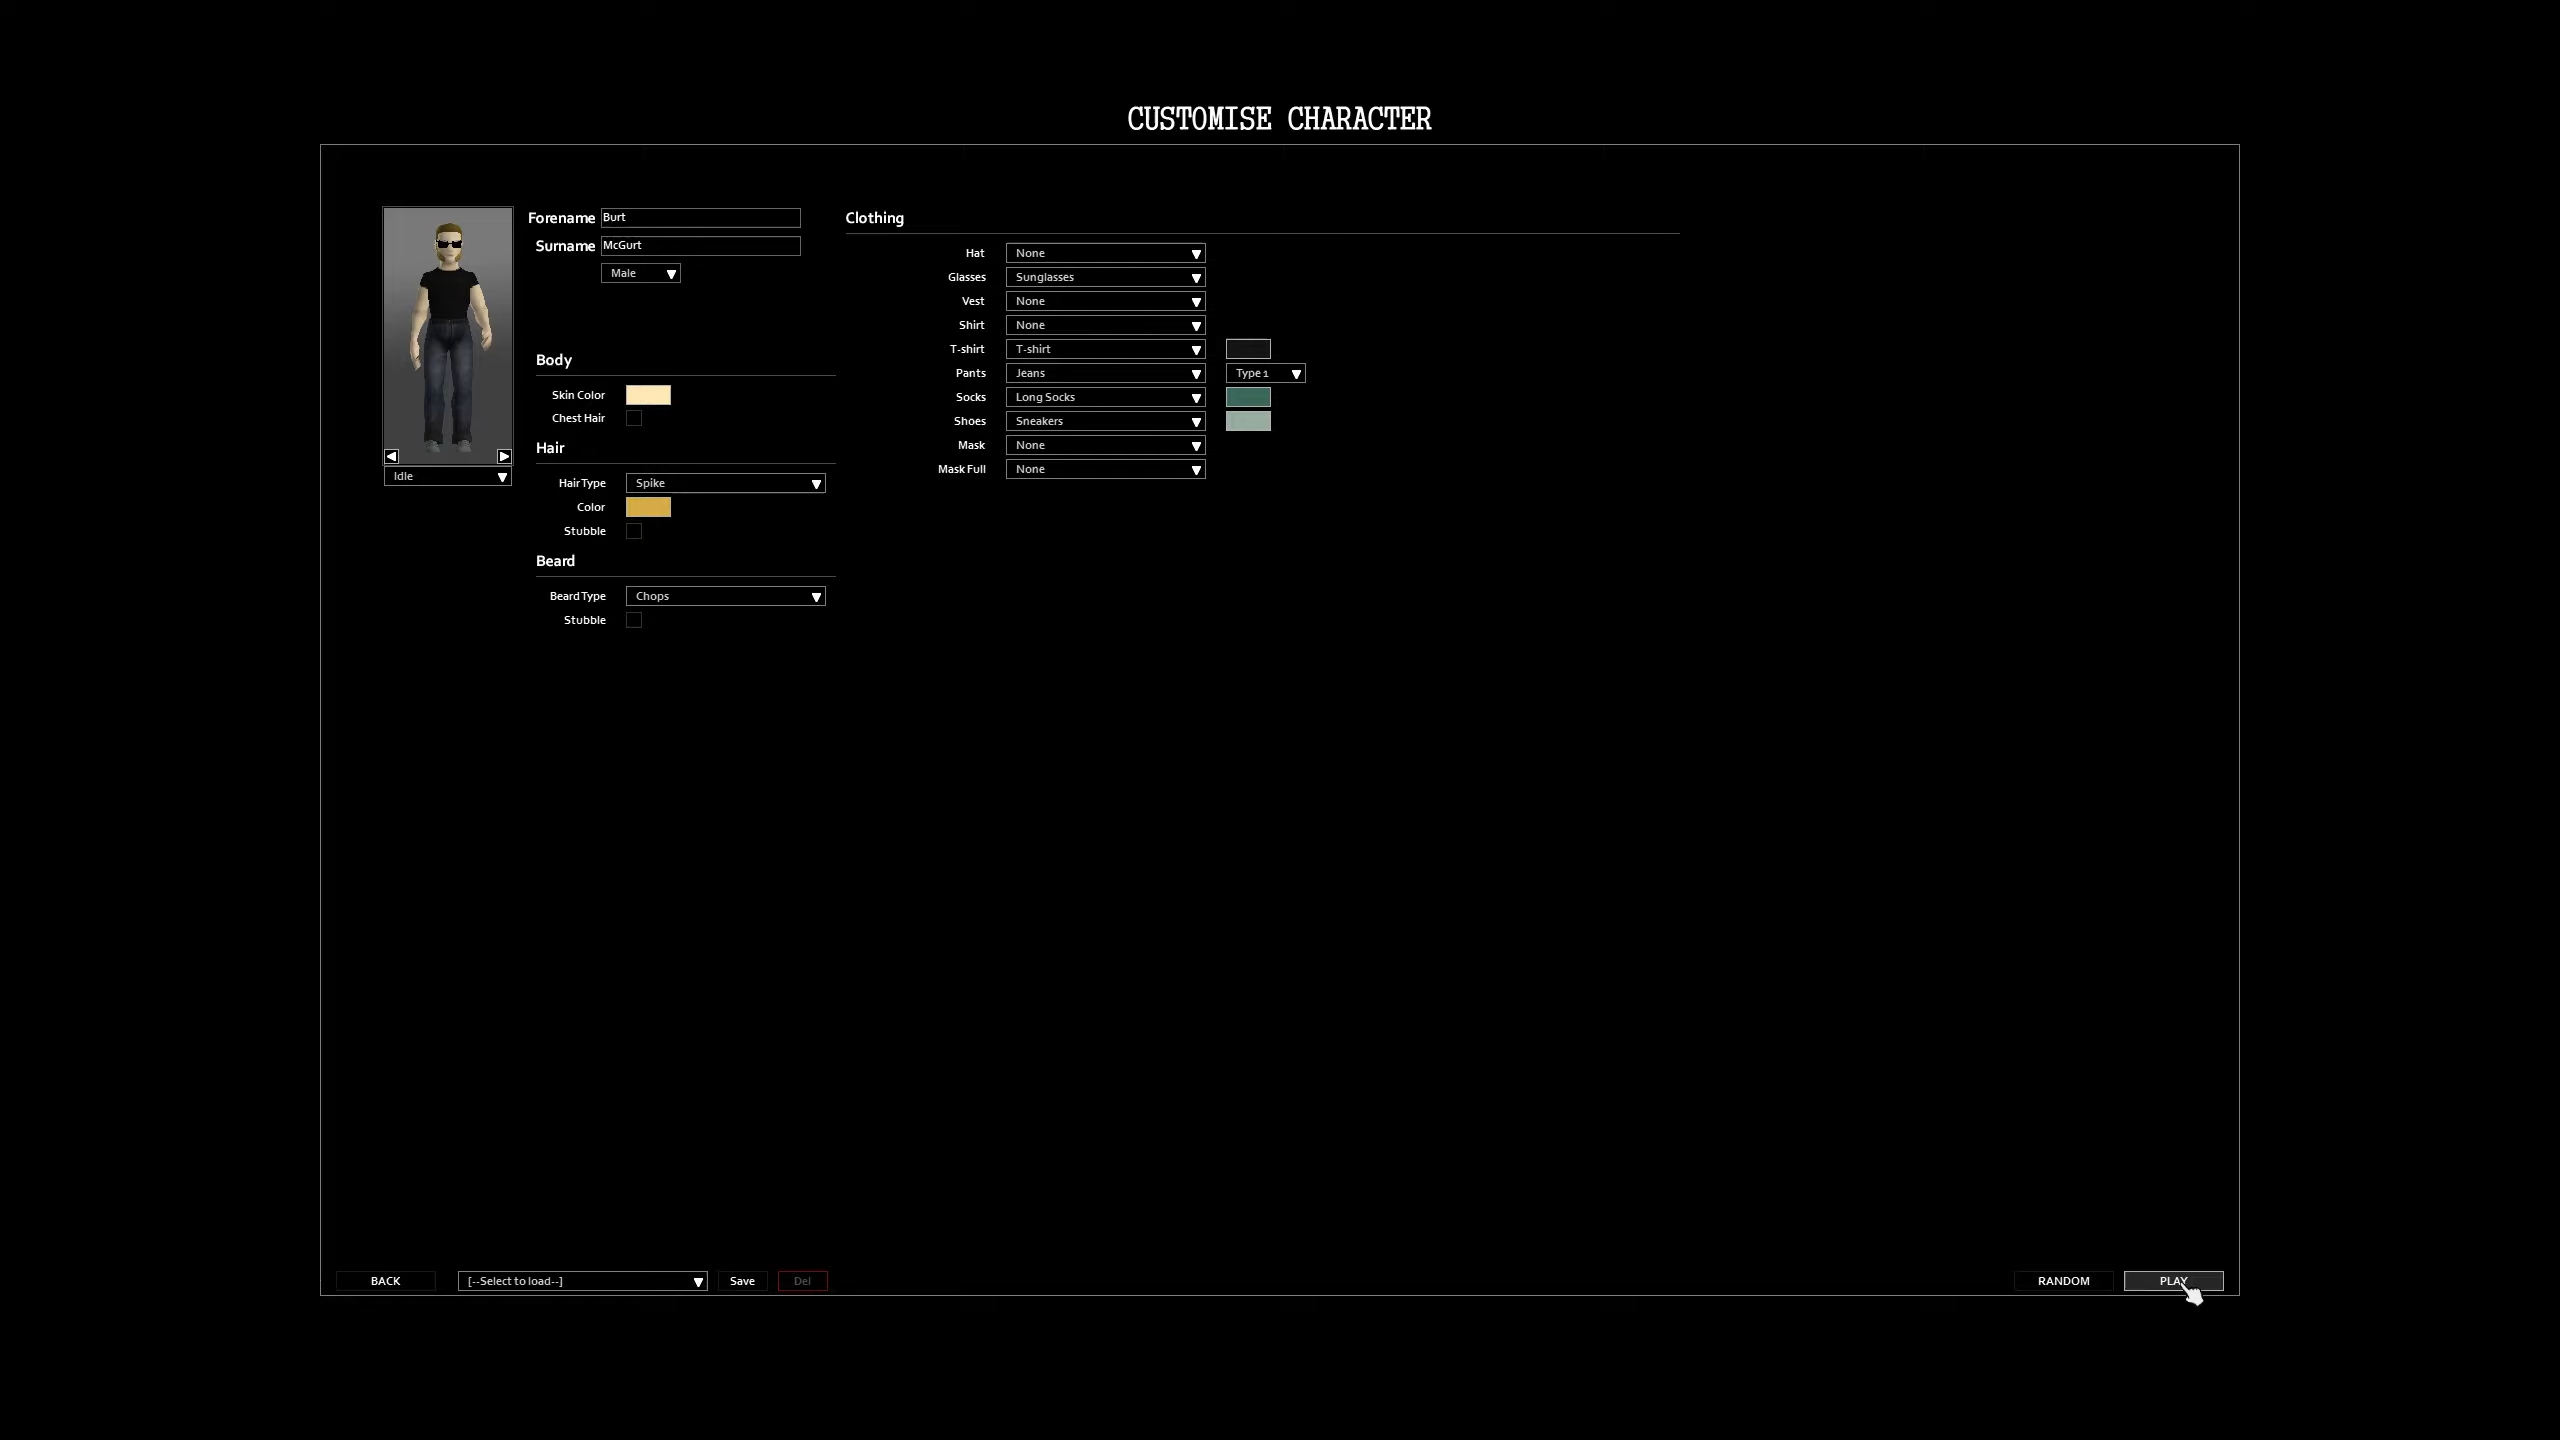 CUSTOMISE CHARACTER
Forename Burt
Surname McGurt
Male
Idle
Body
Skin Color
Chest Hair
Hair
Hair Type Spike
Color
Stubble
Beard
Beard Type Chops
Stubble
Clothing
Hat None
Glasses Sunglasses
Vest None
Shirt None
T-shirt T-shirt
Pants Jeans Type 1
Socks Long Socks
Shoes Sneakers
Mask None
Mask Full None
BACK [--Select to load--] Save Del RANDOM PLAY